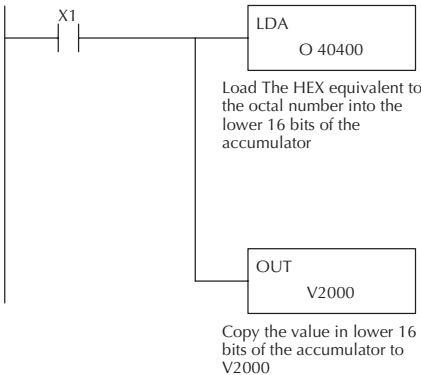 X1
LDA
O 40400
Load The HEX equivalent to
the octal number into the
lower 16 bits of the
accumulator
OUT
V2000
Copy the value in lower 16
bits of the accumulator to
V2000